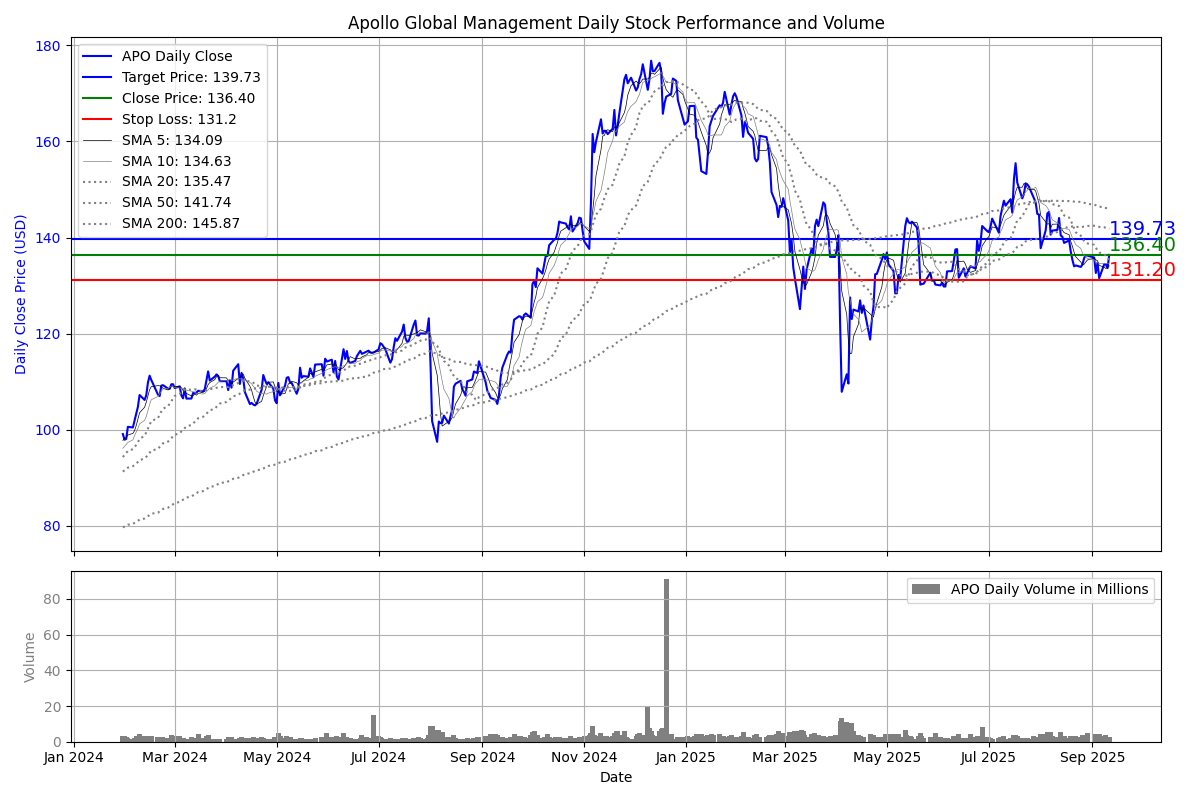 Apollo Global Management Daily Stock Performance and Volume
APO Daily Close
Target Price: 139.73
Close Price: 136.40
Stop Loss: 131.2
SMA 5: 134.09
SMA 10: 134.63
SMA 20: 135.47
SMA 50: 141.74
SMA 200: 145.87
Daily Close Price (USD)
180
160
140
120
100
80
139.73
136.40
131.20
APO Daily Volume in Millions
Volume
80
60
40
20
0
Jan 2024 Mar 2024 May 2024 Jul 2024 Sep 2024 Nov 2024 Jan 2025 Mar 2025 May 2025 Jul 2025 Sep 2025
Date